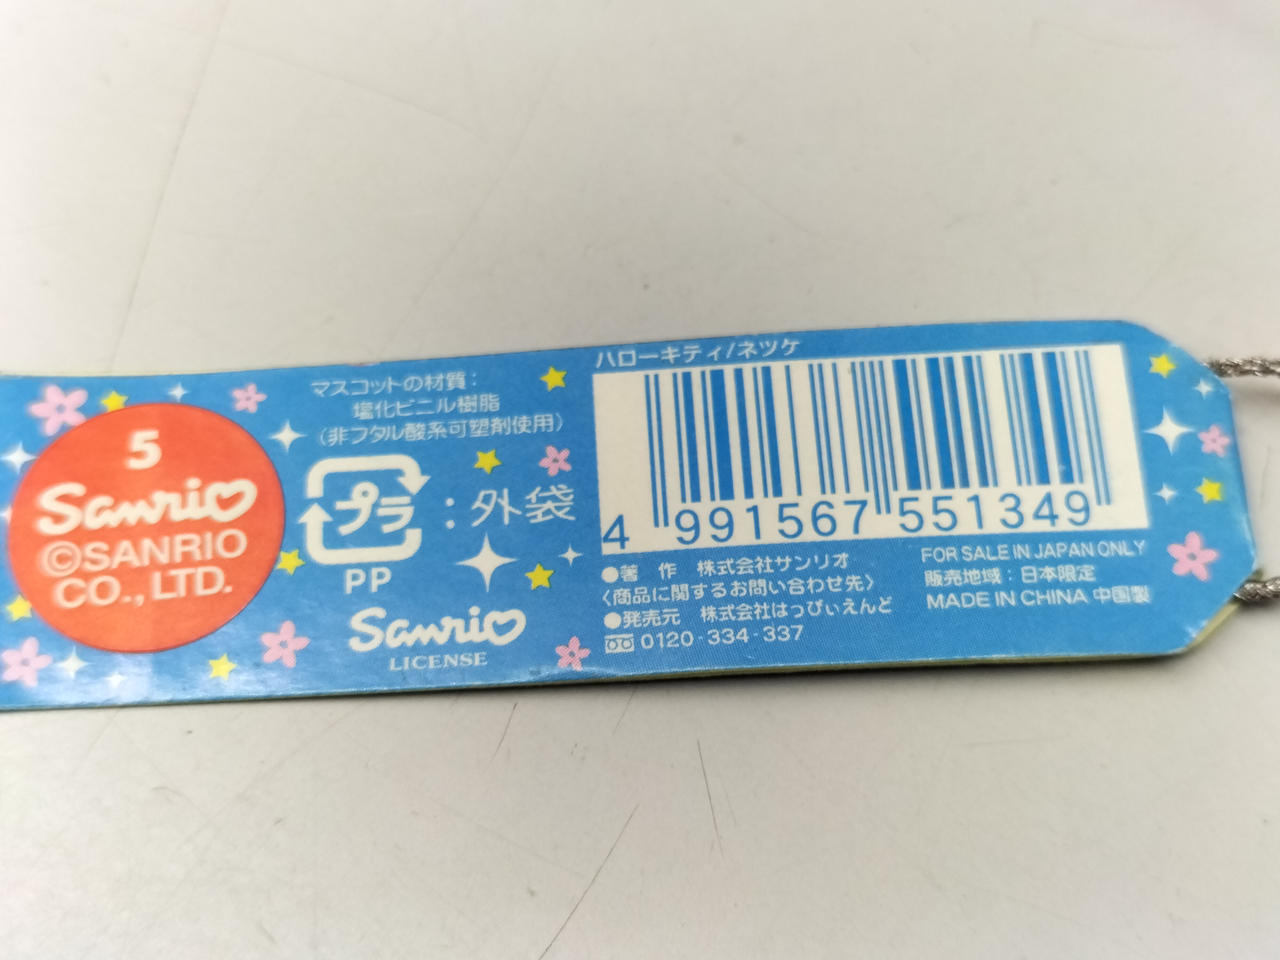 5
Sanrio
©SANRIO
CO., LTD.
マスコットの材質:
塩化ビニル樹脂
(非フタル酸系可塑剤使用)
プラ:外袋
PP
Sanrio
LICENSE
ハローキティ/ネツケ
4 991567 551349
●著 作 株式会社サンリオ
〈商品に関するお問い合わせ先〉
●発売元 株式会社はっぴぃえんど
0120-334-337
FOR SALE IN JAPAN ONLY
販売地域:日本限定
MADE IN CHINA 中国製